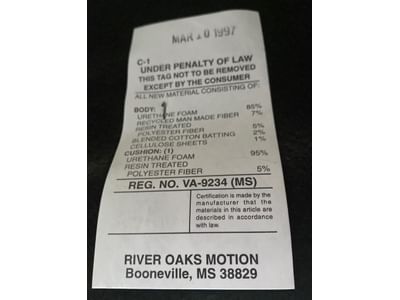 MAR 10 1997
C-1
UNDER PENALTY OF LAW
THIS TAG NOT TO BE REMOVED
EXCEPT BY THE CONSUMER
ALL NEW MATERIAL CONSISTING OF:
BODY: 1
URETHANE FOAM 85%
RECYCLED MAN MADE FIBER 7%
RESIN TREATED
POLYESTER FIBER 5%
BLENDED COTTON BATTING 2%
CELLULOSE SHEETS 1%
CUSHION: (1)
URETHANE FOAM 95%
RESIN TREATED
POLYESTER FIBER 5%
REG. NO. VA-9234 (MS)
Certification is made by the
manufacturer that the
materials in this article are
described in accordance
with law.
RIVER OAKS MOTION
Booneville, MS 38829